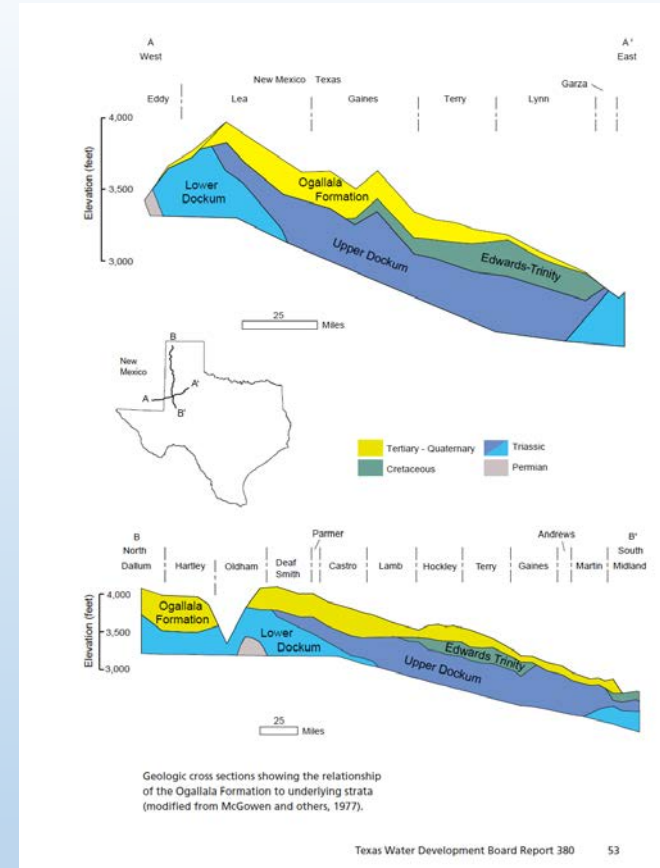 A
A'
West
East
Garza
New Mexico Texas
Eddy Lea Gaines Terry Lynn
4,000
3,500
3,000
Elevation (feet)
Lower
Dockum
Ogallala
Formation
Upper Dockum
Edwards-Trinity
25
Miles
B
New
Mexico
A'
A
B'
Tertiary - Quaternary
Triassic
Cretaceous
Permian
Parmer
Andrews
B
B'
North
South
Dallum Hartley Oldham Deaf Smith Castro Lamb Hockley Terry Gaines Martin Midland
4,000
3,500
3,000
Elevation (feet)
Ogallala
Formation
Lower
Dockum
Edwards Trinity
Upper Dockum
25
Miles
Geologic cross sections showing the relationship
of the Ogallala Formation to underlying strata
(modified from McGowen and others, 1977).
Texas Water Development Board Report 380 53